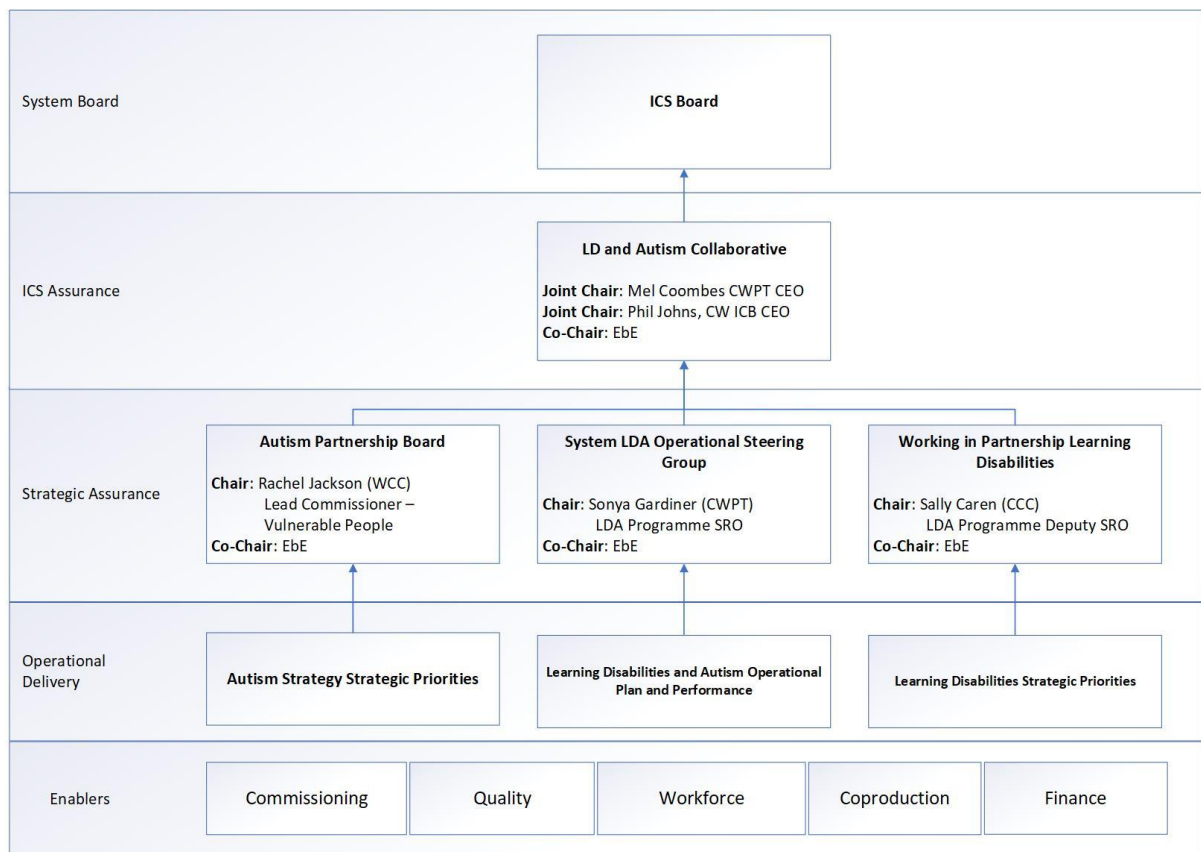 System Board
ICS Board
ICS Assurance
LD and Autism Collaborative
Joint Chair: Mel Coombes CWPT CEO
Joint Chair: Phil Johns, CW ICB CEO
Co-Chair: EbE
Strategic Assurance
Autism Partnership Board
Chair: Rachel Jackson (WCC)
Lead Commissioner –
Vulnerable People
Co-Chair: EbE
System LDA Operational Steering
Group
Chair: Sonya Gardiner (CWPT)
LDA Programme SRO
Co-Chair: EbE
Working in Partnership Learning
Disabilities
Chair: Sally Caren (CCC)
LDA Programme Deputy SRO
Co-Chair: EbE
Operational
Delivery
Autism Strategy Strategic Priorities
Learning Disabilities and Autism Operational
Plan and Performance
Learning Disabilities Strategic Priorities
Enablers
Commissioning
Quality
Workforce
Coproduction
Finance